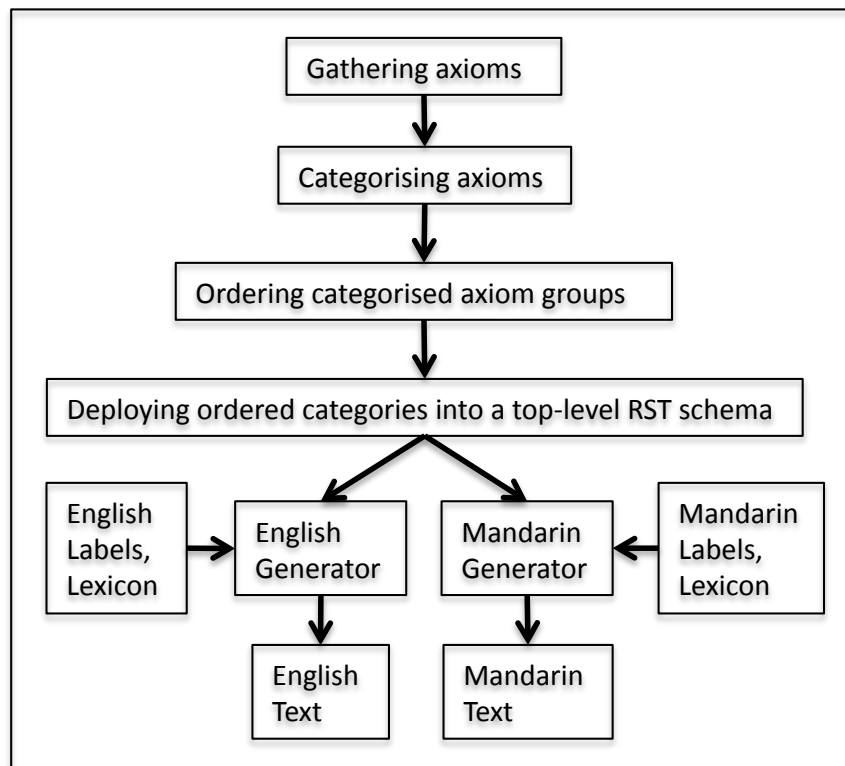 Gathering axioms
Categorising axioms
Ordering categorised axiom groups
Deploying ordered categories into a top-level RST schema
English
Labels,
Lexicon
English
Generator
Mandarin
Generator
Mandarin
Labels,
Lexicon
English
Text
Mandarin
Text